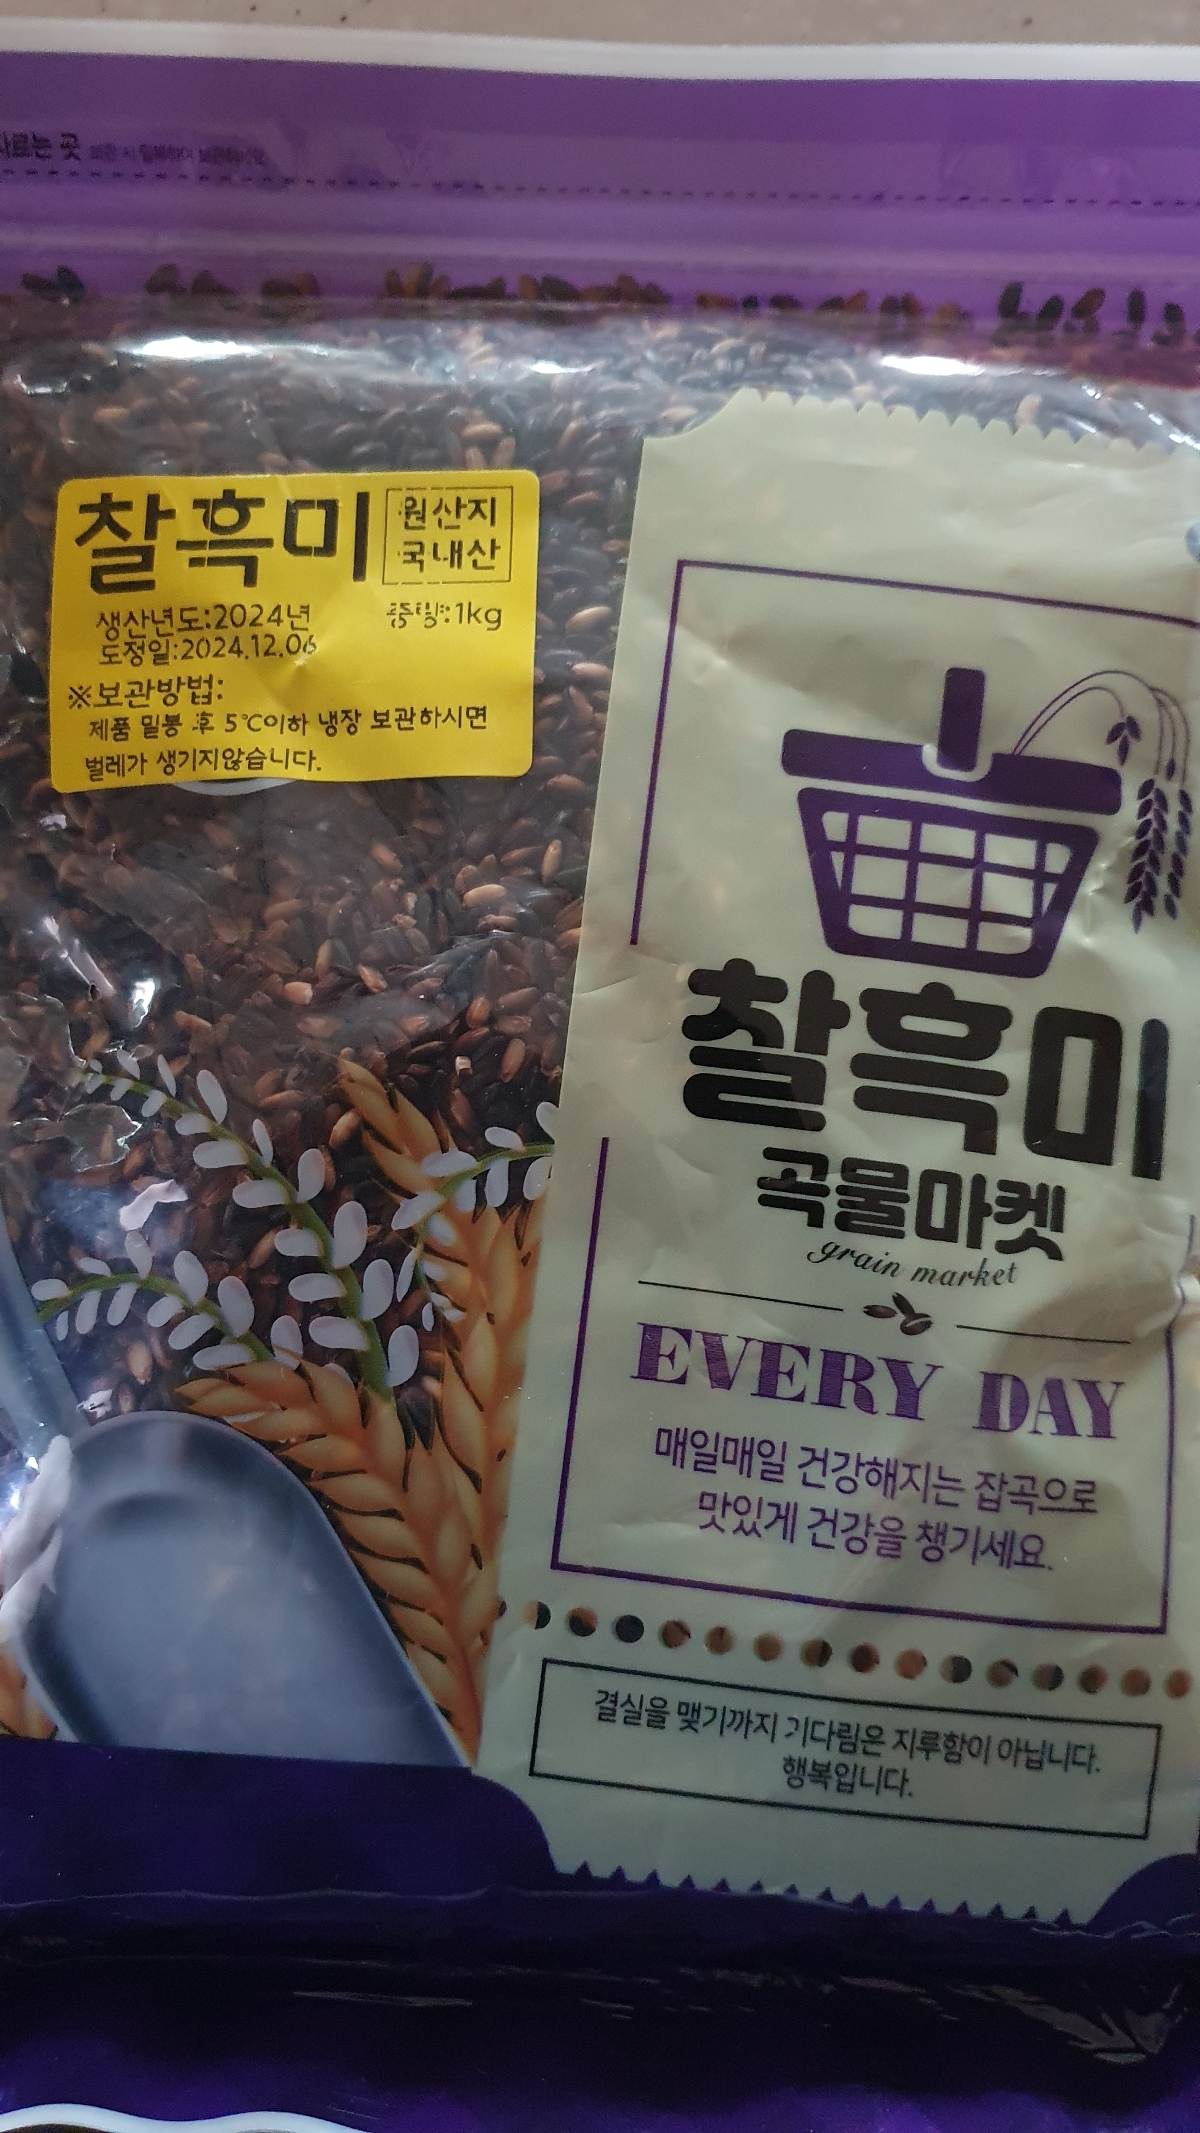 자르는 곳
찰흑미
원산지
국내산
생산년도:2024년
중량:1kg
도정일:2024.12.06
※보관방법:
제품 밀봉 후 5℃이하 냉장 보관하시면
벌레가 생기지않습니다.
찰흑미
곡물마켓
grain market
EVERY DAY
매일매일 건강해지는 잡곡으로
맛있게 건강을 챙기세요.
결실을 맺기까지 기다림은 지루함이 아닙니다.
행복입니다.